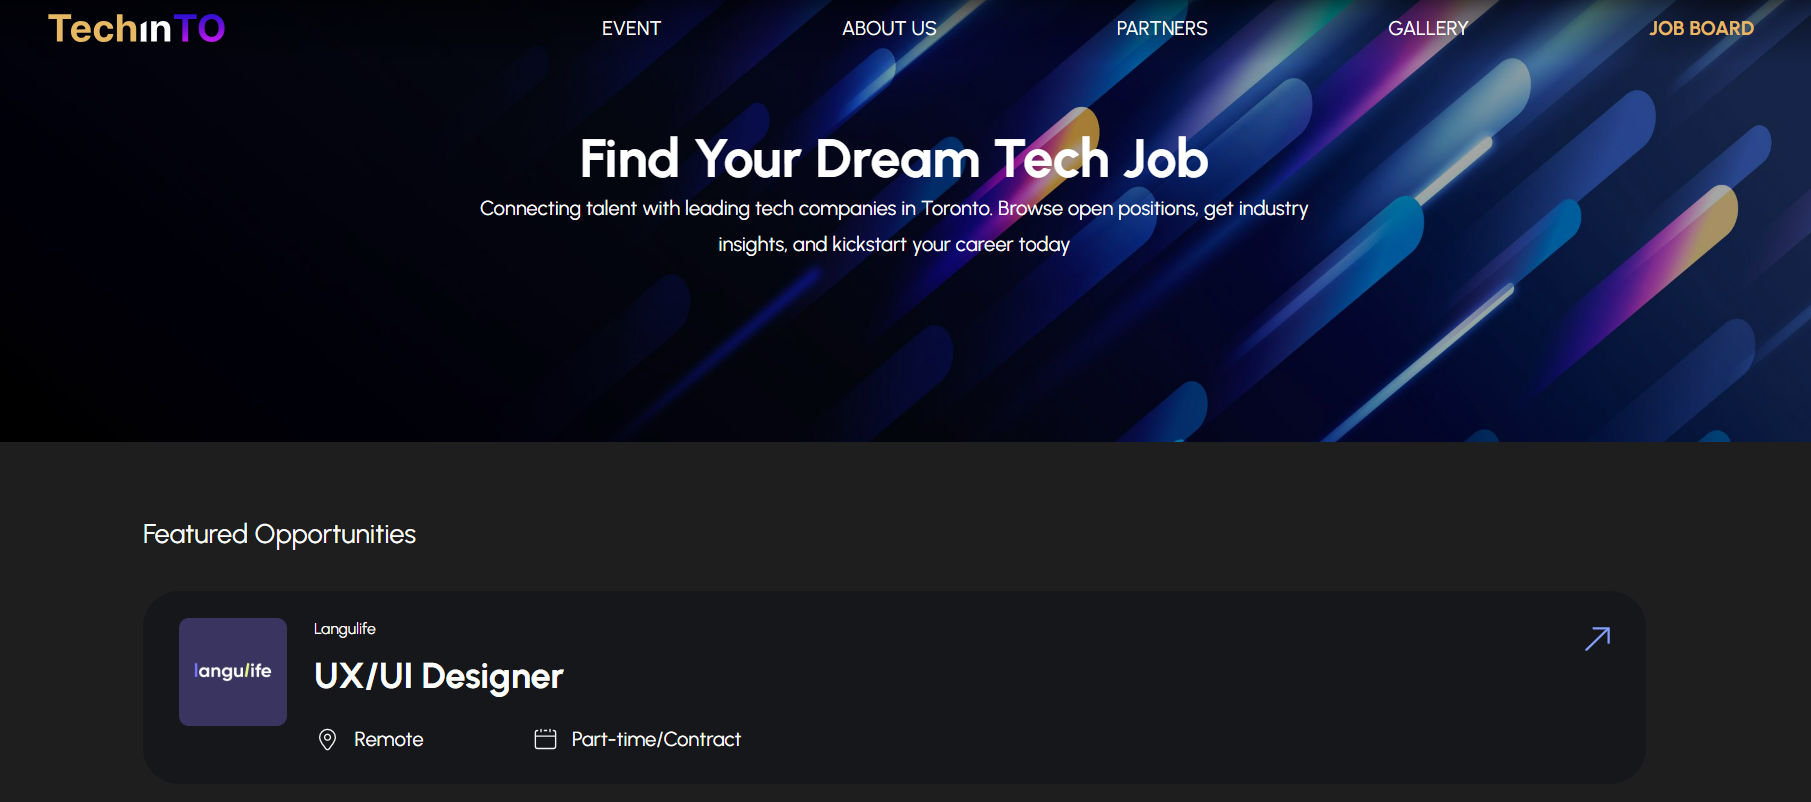 TechinTO
EVENT
ABOUT US
PARTNERS
GALLERY
JOB BOARD
Find Your Dream Tech Job
Connecting talent with leading tech companies in Toronto. Browse open positions, get industry
insights, and kickstart your career today
Featured Opportunities
langulife
Langulife
UX/UI Designer
Remote
Part-time/Contract